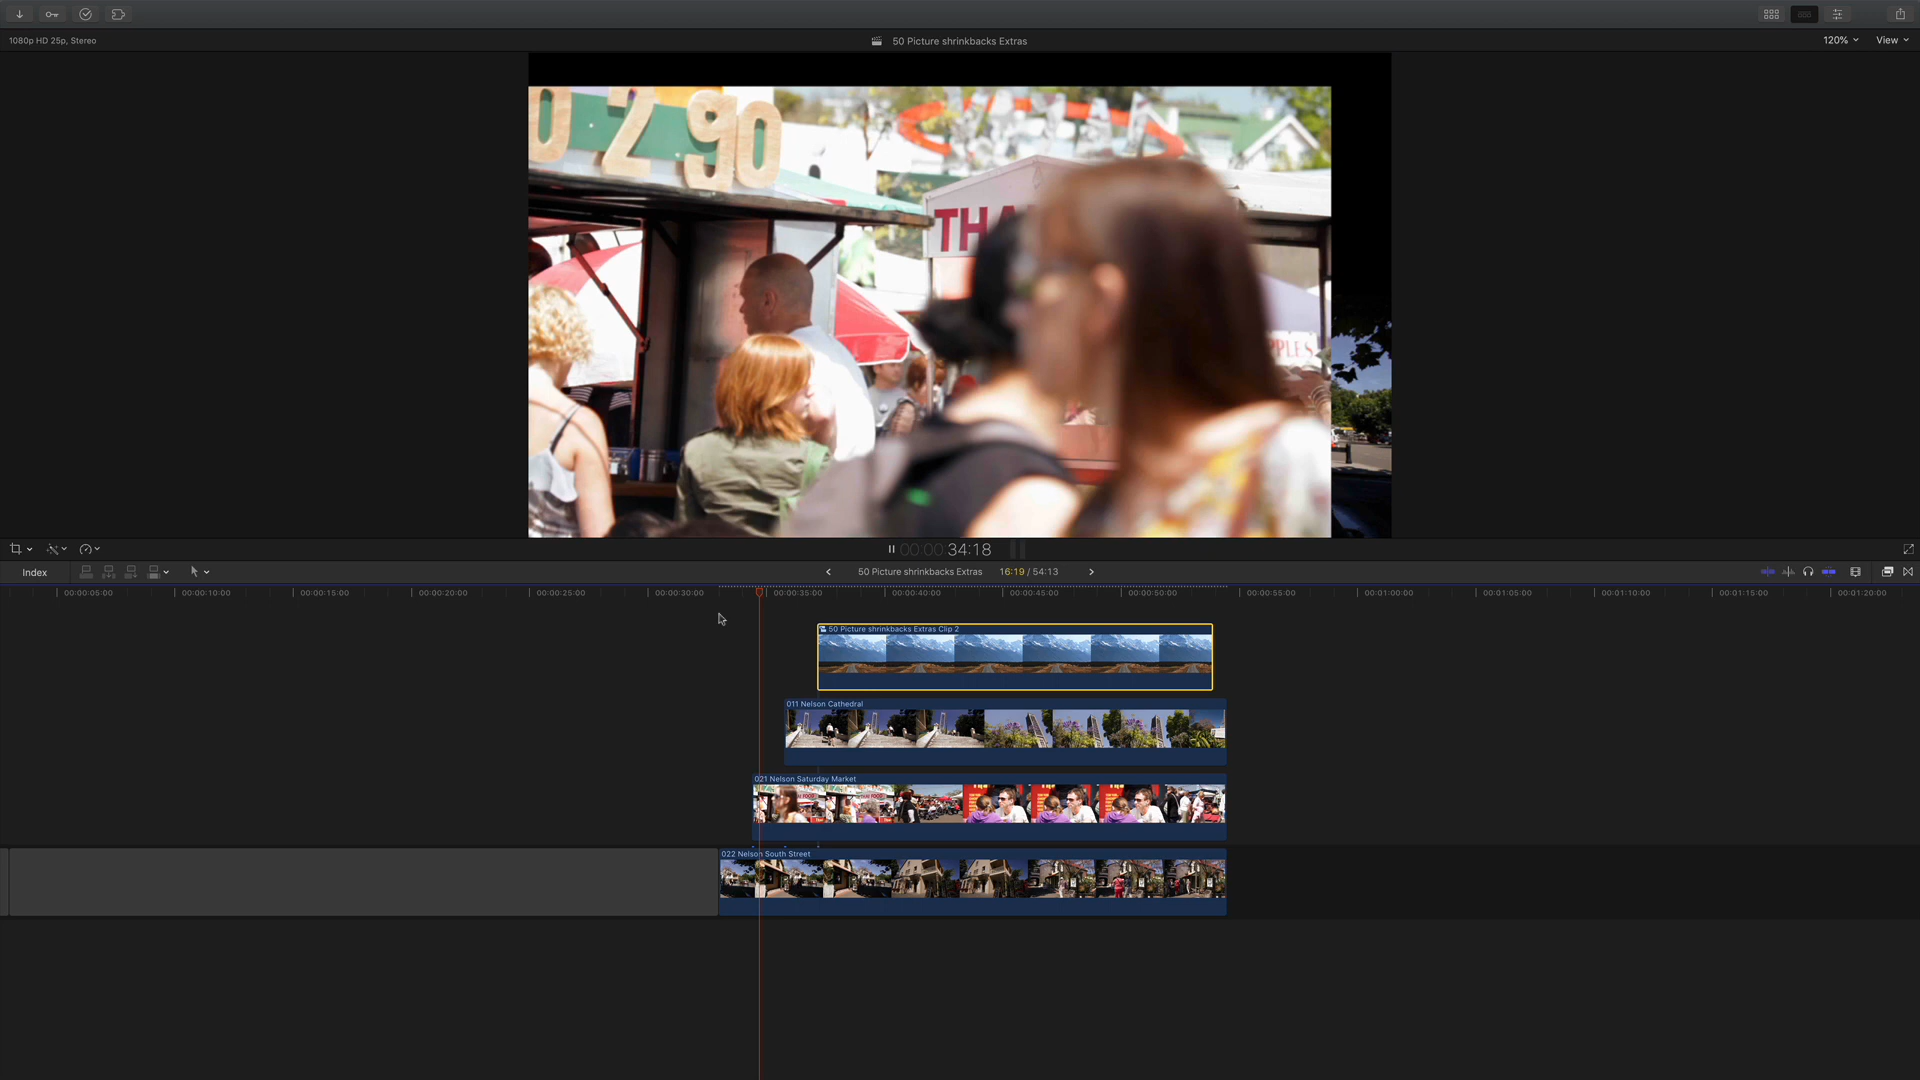 1080p HD 25p, Stereo
50 Picture shrinkbacks Extras
120%
View
0 2 90
CAYMAN
THA
PPLES
00:00:34:18
Index
50 Picture shrinkbacks Extras
16:19 / 54:13
00:00:05:00
00:00:10:00
00:00:15:00
00:00:20:00
00:00:25:00
00:00:30:00
00:00:35:00
00:00:40:00
00:00:45:00
00:00:50:00
00:00:55:00
00:01:00:00
00:01:05:00
00:01:10:00
00:01:15:00
00:01:20:00
50 Picture shrinkbacks Extras Clip 2
011 Nelson Cathedral
021 Nelson Saturday Market
022 Nelson South Street